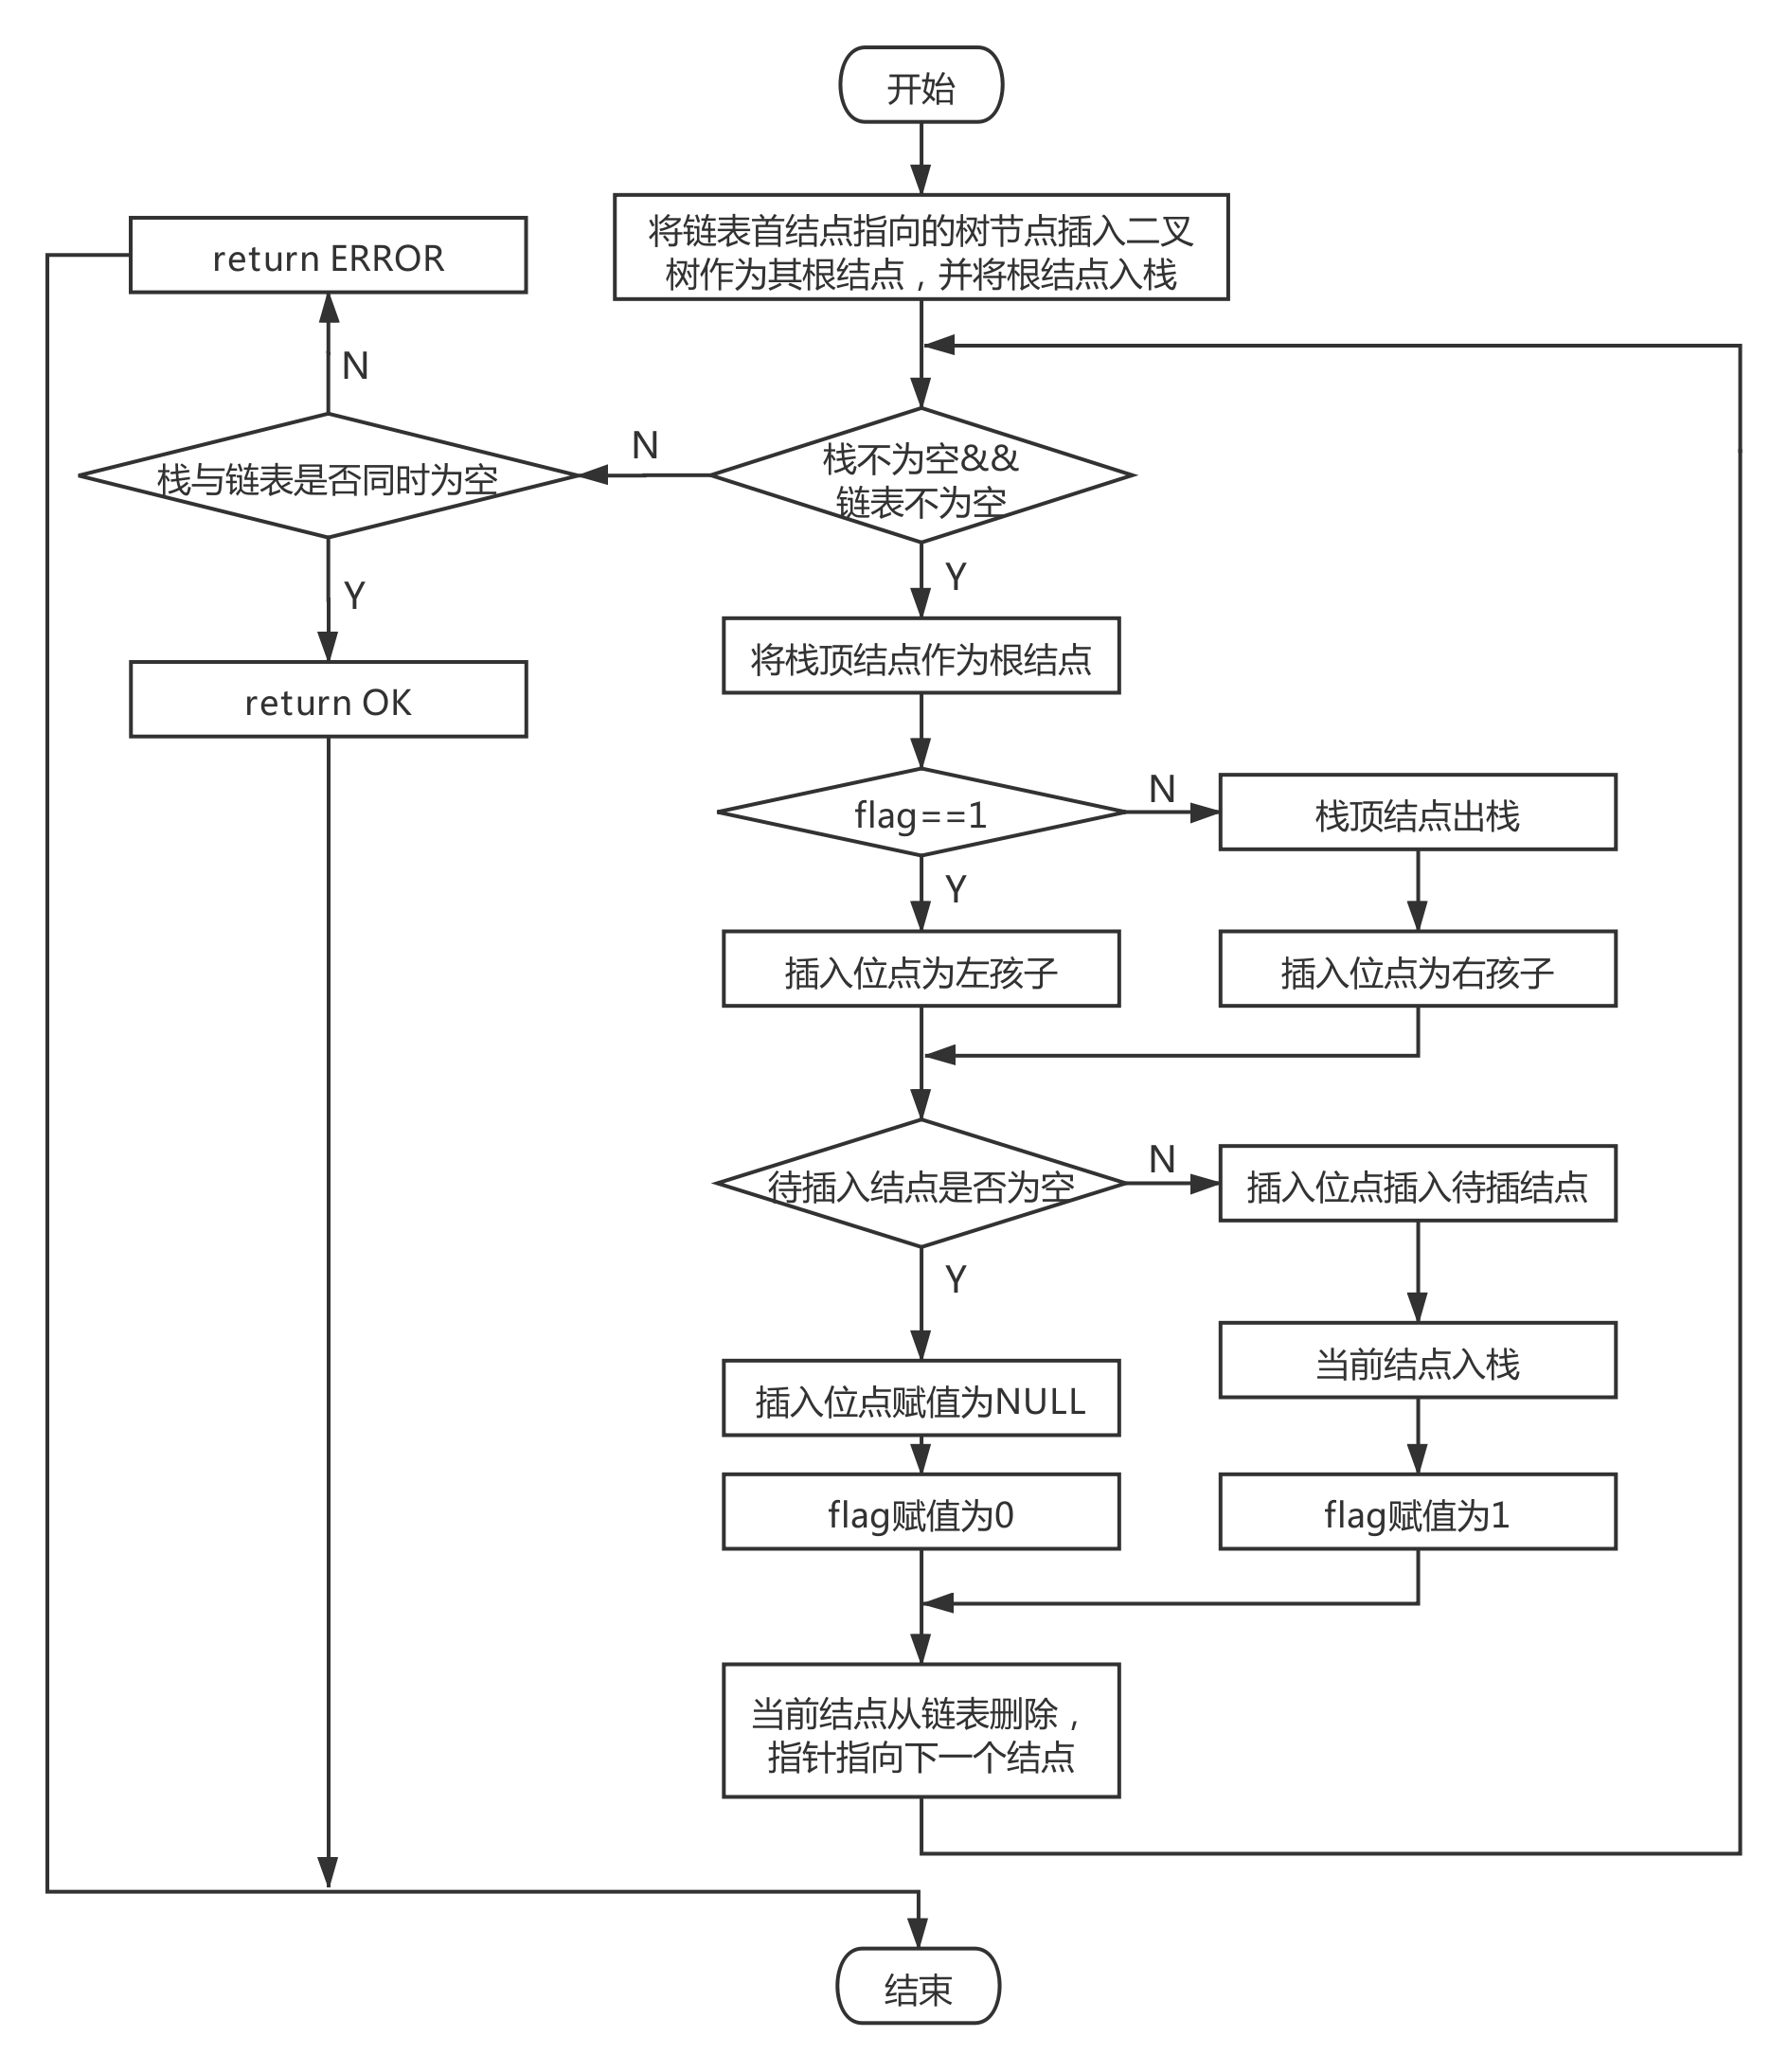 开始
将链表首结点指向的树节点插入二叉
树作为其根结点，并将根结点入栈
return ERROR
N
栈与链表是否同时为空
N
栈不为空&&
链表不为空
Y
Y
将栈顶结点作为根结点
return OK
flag==1
N
栈顶结点出栈
Y
插入位点为左孩子
插入位点为右孩子
待插入结点是否为空
N
插入位点插入待插结点
Y
当前结点入栈
插入位点赋值为NULL
flag赋值为0
flag赋值为1
当前结点从链表删除，
指针指向下一个结点
结束